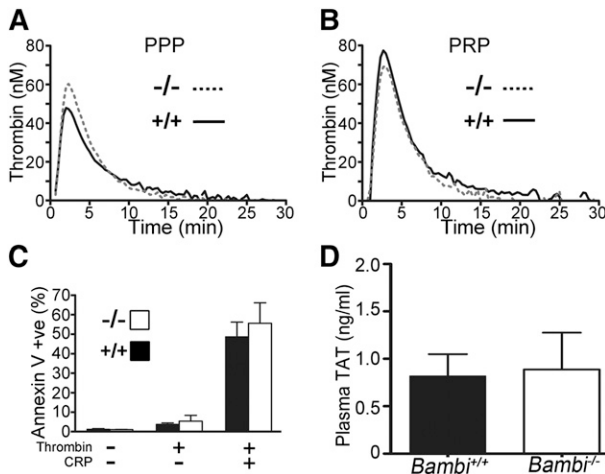 A
PPP
Thrombin (nM)
80
60
40
20
0
-/-
+/+
0 5 10 15 20 25 30
Time (min)
B
PRP
Thrombin (nM)
80
60
40
20
0
-/-
+/+
0 5 10 15 20 25 30
Time (min)
C
Annexin V +ve (%)
70
60
50
40
30
20
10
0
-/-
+/+
Thrombin - + +
CRP - - +
D
Plasma TAT (ng/ml)
2.0
1.5
1.0
0.5
0
Bambi+/+ Bambi-/-